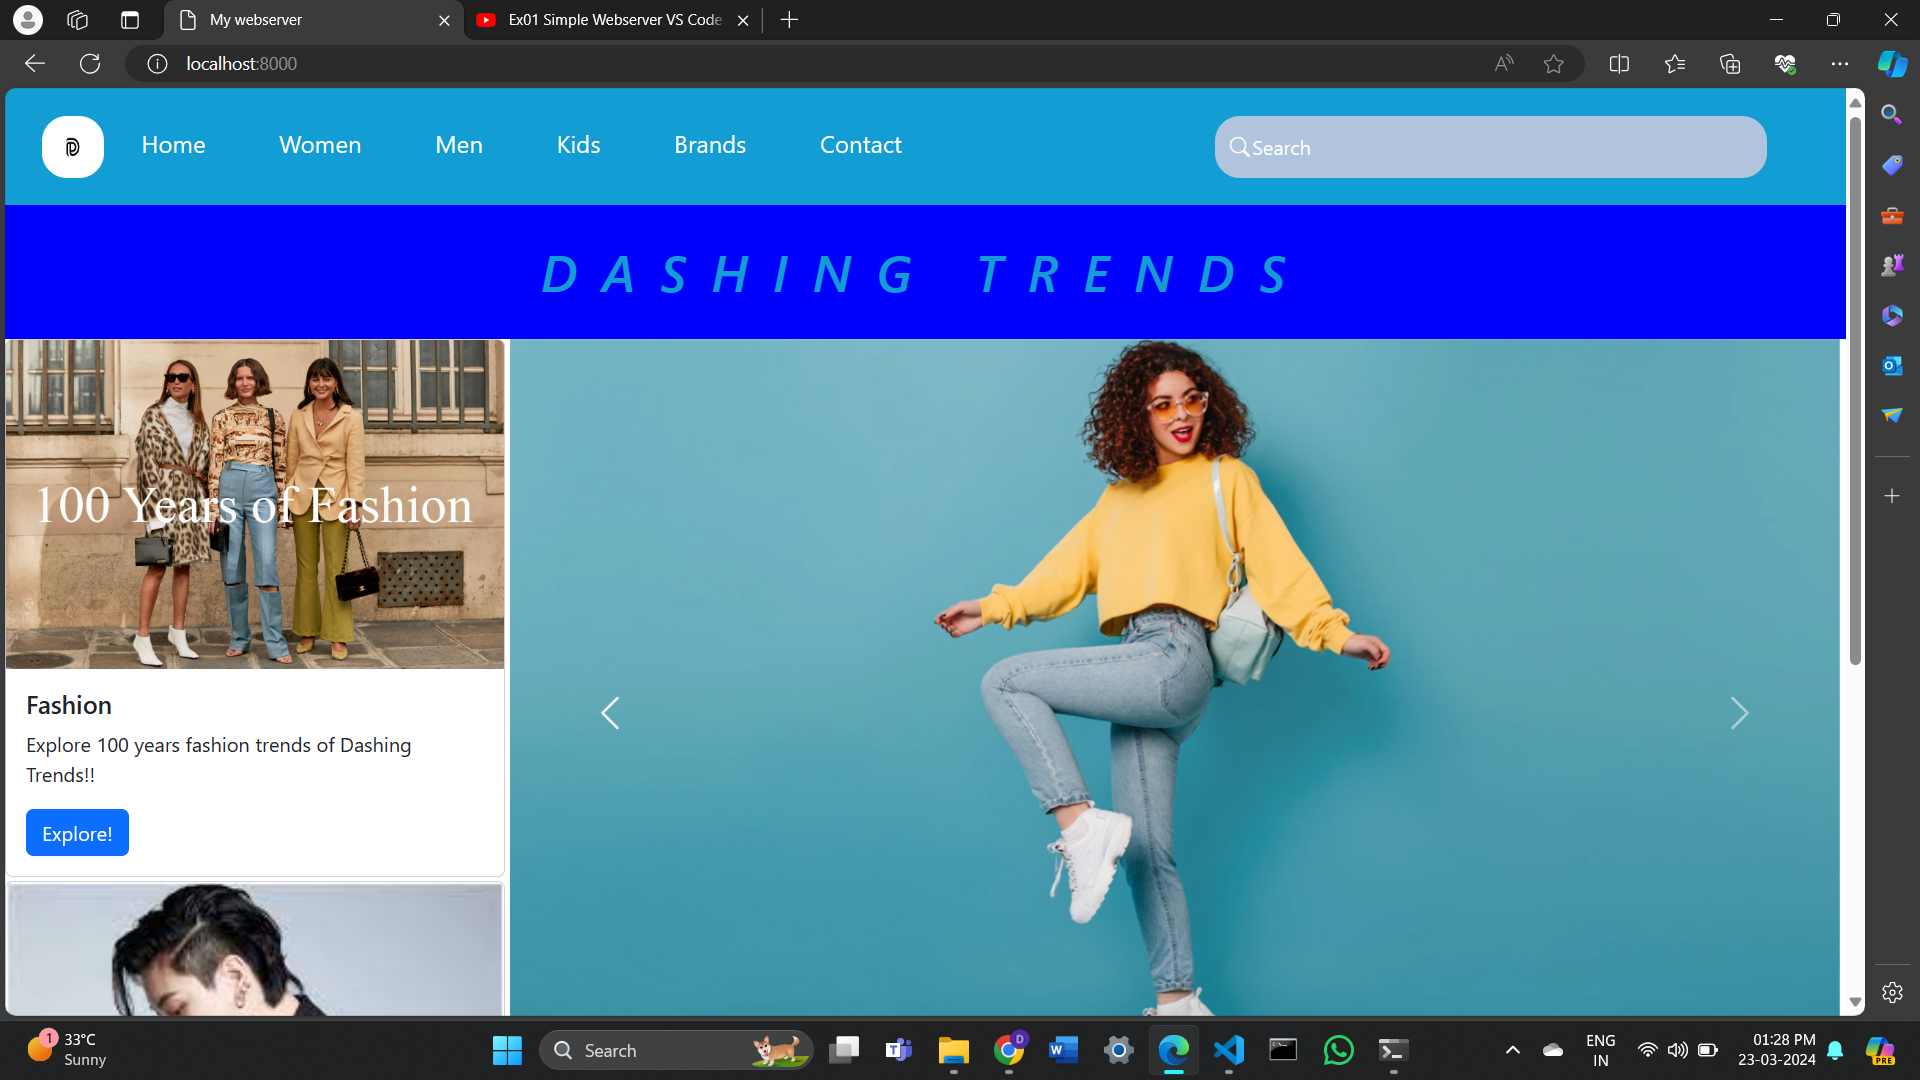 My webserver
Ex01 Simple Webserver VS Code
localhost:8000
Home Women Men Kids Brands Contact
Search
DASHING TRENDS
100 Years of Fashion
Fashion
Explore 100 years fashion trends of Dashing
Trends!!
Explore!
1
33°C
Sunny
Search
D
ENG
IN
01:28 PM
23-03-2024
PRE